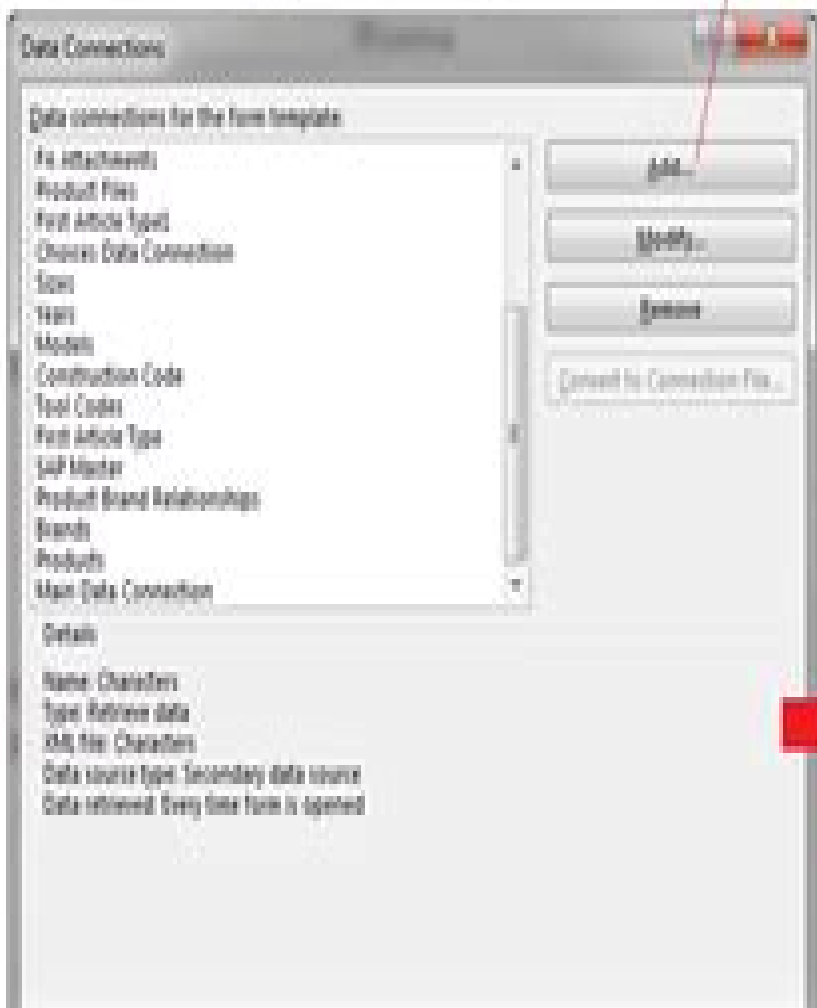 Data Connections
Data connections for the form template:
FA Attachments
Product Files
First Article Type1
Choices Data Connection
Sizes
Years
Models
Construction Code
Tool Codes
First Article Type
SAP Master
Product Brand Relationships
Brands
Products
Main Data Connection
Add...
Modify...
Remove
Convert to Connection File...
Details
Name: Characters
Type: Retrieve data
XML file: Characters
Data source type: Secondary data source
Data retrieved: Every time form is opened